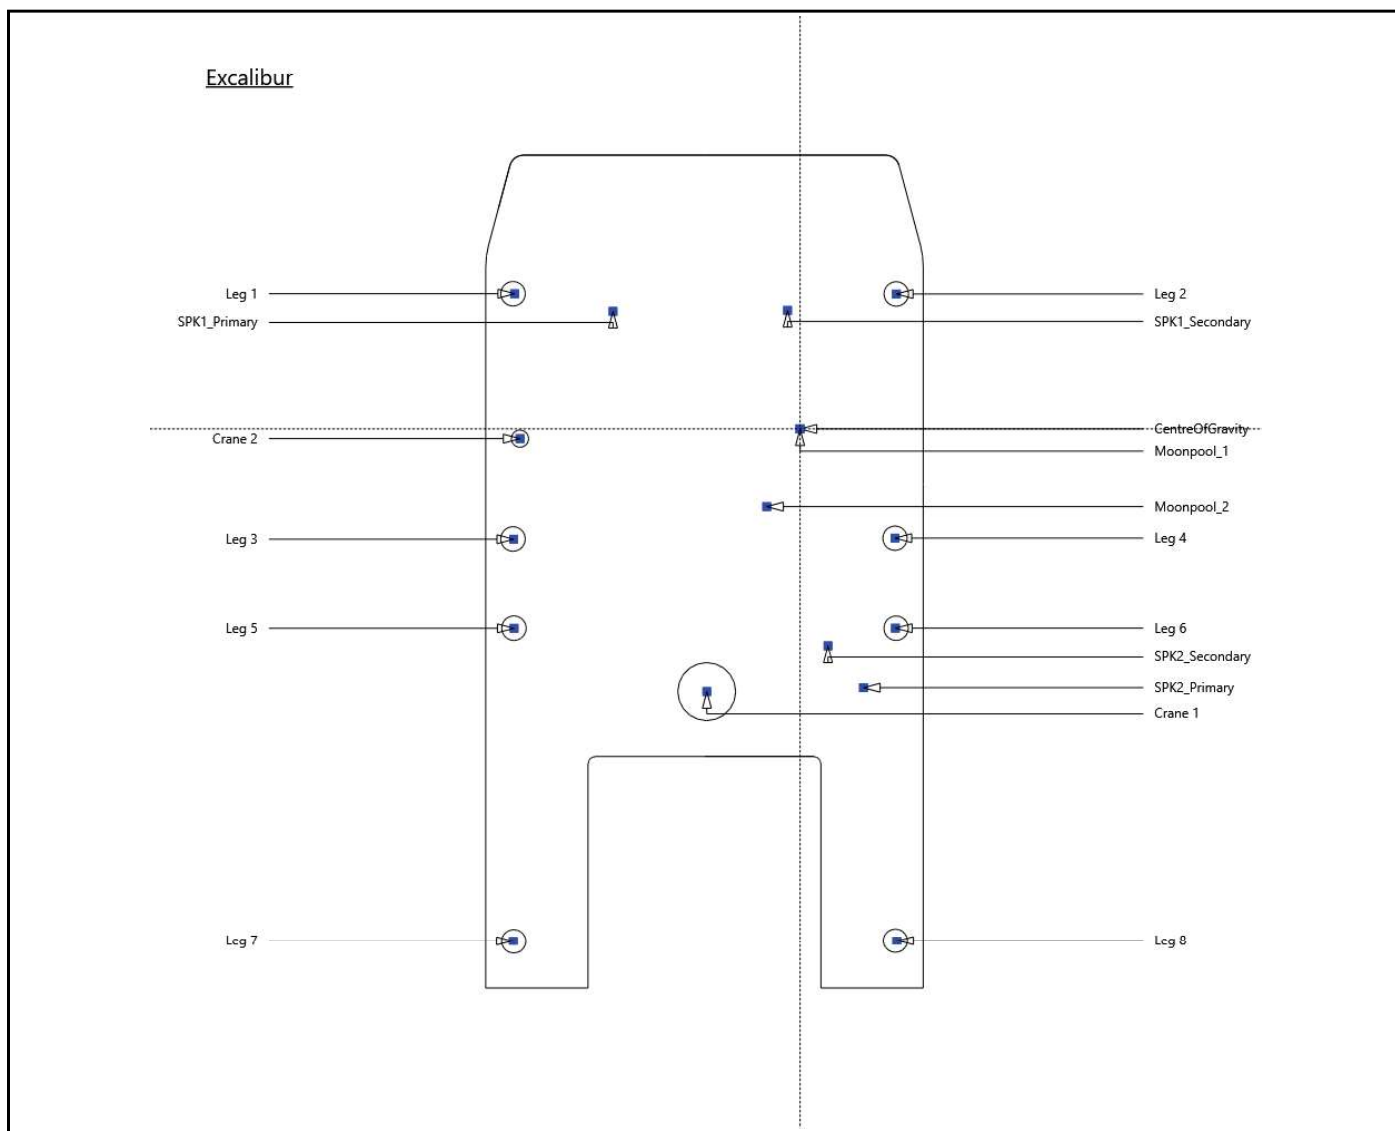 Excalibur
Leg 1
Leg 2
SPK1_Primary
SPK1_Secondary
CentreOfGravity
Crane 2
Moonpool_1
Moonpool_2
Leg 3
Leg 4
Leg 5
Leg 6
SPK2_Secondary
SPK2_Primary
Crane 1
Leg 7
Leg 8